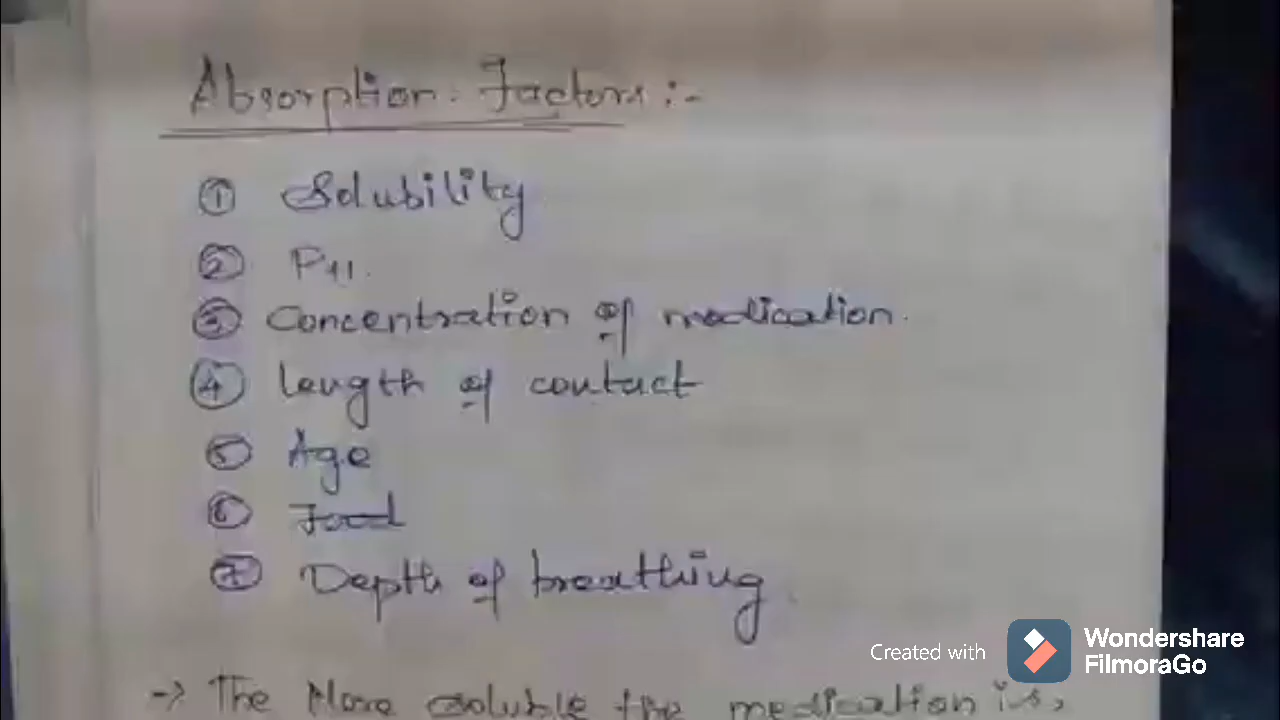 Absorption Factors :-
① Solubility
② PH.
③ Concentration of medication.
④ length of contact
⑤ Age
⑥ Food
⑦ Depth of breathing.
Created with Wondershare FilmoraGo
→ The More soluble the medication is,